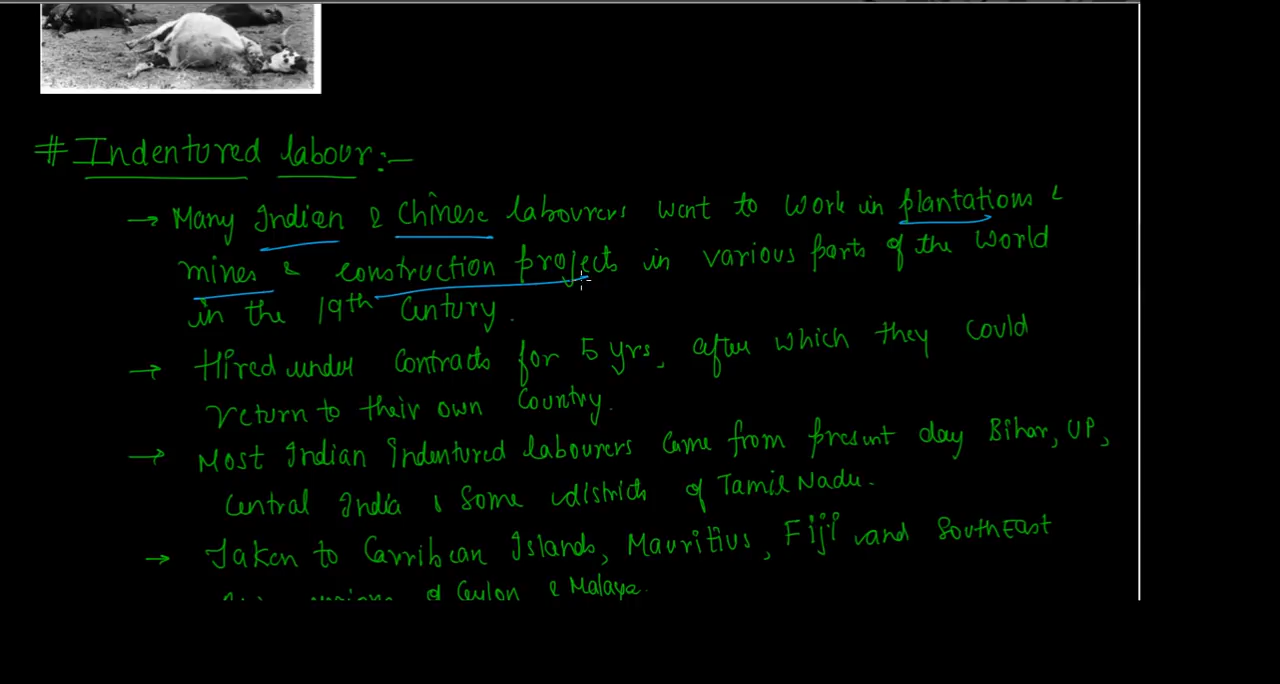 # Indentured labour:-
→ Many Indian & Chinese labourers went to work in plantations &
mines & construction projects in various parts of the world
in the 19th Century.
→ Hired under Contracts for 5 yrs, after which they could
return to their own Country.
→ Most Indian indentured labourers came from present day Bihar, UP,
Central India & Some districts of Tamil Nadu.
→ Taken to Carribean Islands, Mauritius, Fiji and SouthEast
of Ceylon & Malaya.